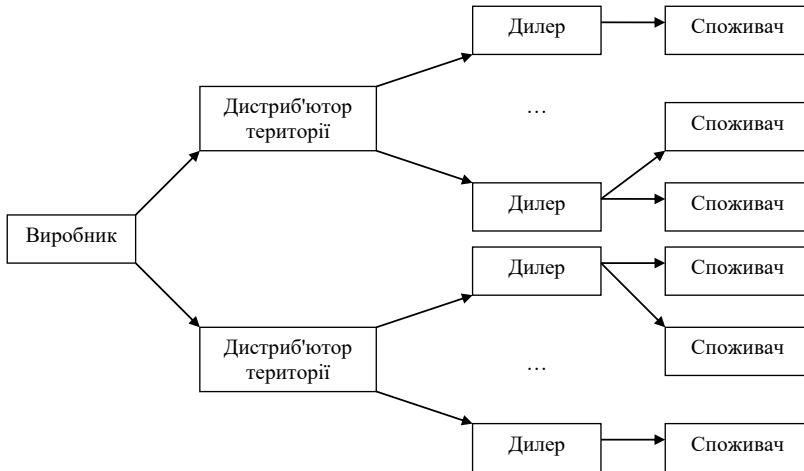 Дилер
Споживач
Дистриб'ютор
території
…
Споживач
Дилер
Споживач
Виробник
Дилер
Споживач
Дистриб'ютор
території
…
Споживач
Дилер
Споживач